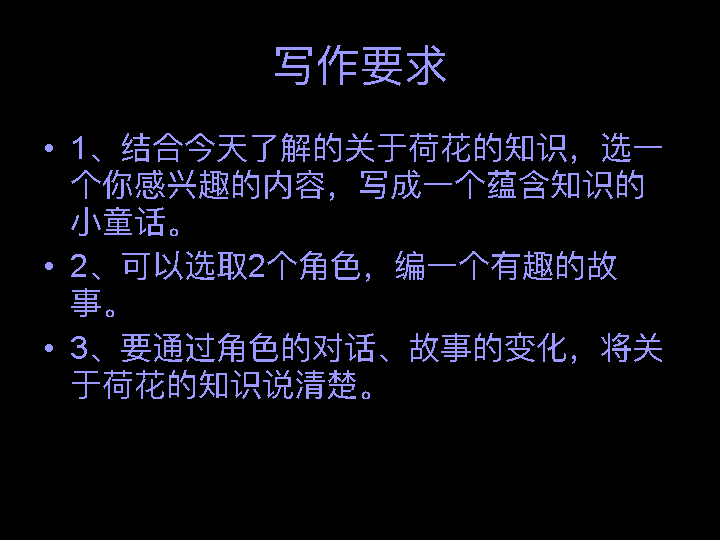 写作要求
• 1、结合今天了解的关于荷花的知识，选一
个你感兴趣的内容，写成一个蕴含知识的
小童话。
• 2、可以选取2个角色，编一个有趣的故
事。
• 3、要通过角色的对话、故事的变化，将关
于荷花的知识说清楚。